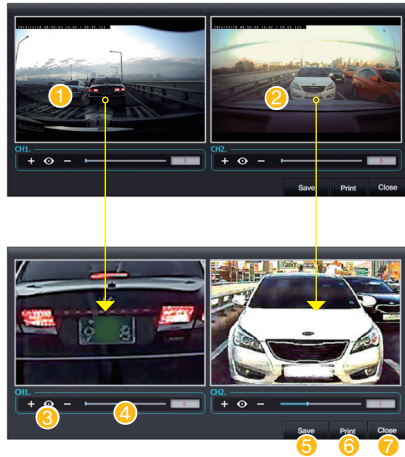 1
2
CH1.
CH2.
+ −
+ −
Save Print Close
CH1.
CH2.
+ −
+ −
3
4
Save Print Close
5
6
7